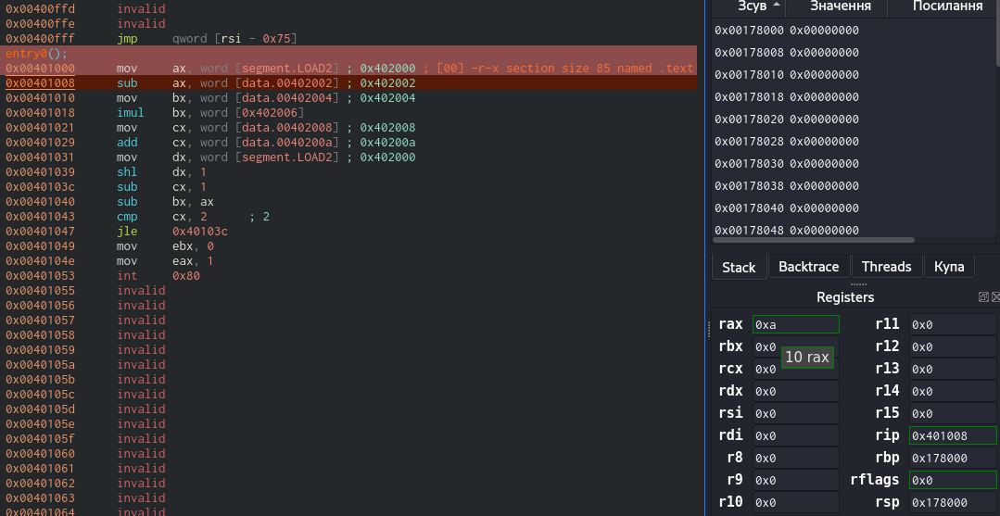 0x00400ffd invalid
0x00400ffe invalid
0x00400fff jmp qword [rsi - 0x75]
entry0();
0x00401000 mov ax, word [segment.LOAD2] ; 0x402000 ; [00] -r-x section size 85 named .text
0x00401008 sub ax, word [data.00402002] ; 0x402002
0x00401010 mov bx, word [data.00402004] ; 0x402004
0x00401018 imul bx, word [0x402006]
0x00401021 mov cx, word [data.00402008] ; 0x402008
0x00401029 add cx, word [data.0040200a] ; 0x40200a
0x00401031 mov dx, word [segment.LOAD2] ; 0x402000
0x00401039 shl dx, 1
0x0040103c sub cx, 1
0x00401040 sub bx, ax
0x00401043 cmp cx, 2 ; 2
0x00401047 jle 0x40103c
0x00401049 mov ebx, 0
0x0040104e mov eax, 1
0x00401053 int 0x80
0x00401055 invalid
0x00401056 invalid
0x00401057 invalid
0x00401058 invalid
0x00401059 invalid
0x0040105a invalid
0x0040105b invalid
0x0040105c invalid
0x0040105d invalid
0x0040105e invalid
0x0040105f invalid
0x00401060 invalid
0x00401061 invalid
0x00401062 invalid
0x00401063 invalid
0x00401064 invalid
Зсув Значення Посилання
0x00178000 0x00000000
0x00178008 0x00000000
0x00178010 0x00000000
0x00178018 0x00000000
0x00178020 0x00000000
0x00178028 0x00000000
0x00178030 0x00000000
0x00178038 0x00000000
0x00178040 0x00000000
0x00178048 0x00000000
Stack Backtrace Threads Купа
Registers
rax 0xa r11 0x0
rbx 0x0 r12 0x0
10 rax
rcx 0x0 r13 0x0
rdx 0x0 r14 0x0
rsi 0x0 r15 0x0
rdi 0x0 rip 0x401008
r8 0x0 rbp 0x178000
r9 0x0 rflags 0x0
r10 0x0 rsp 0x178000